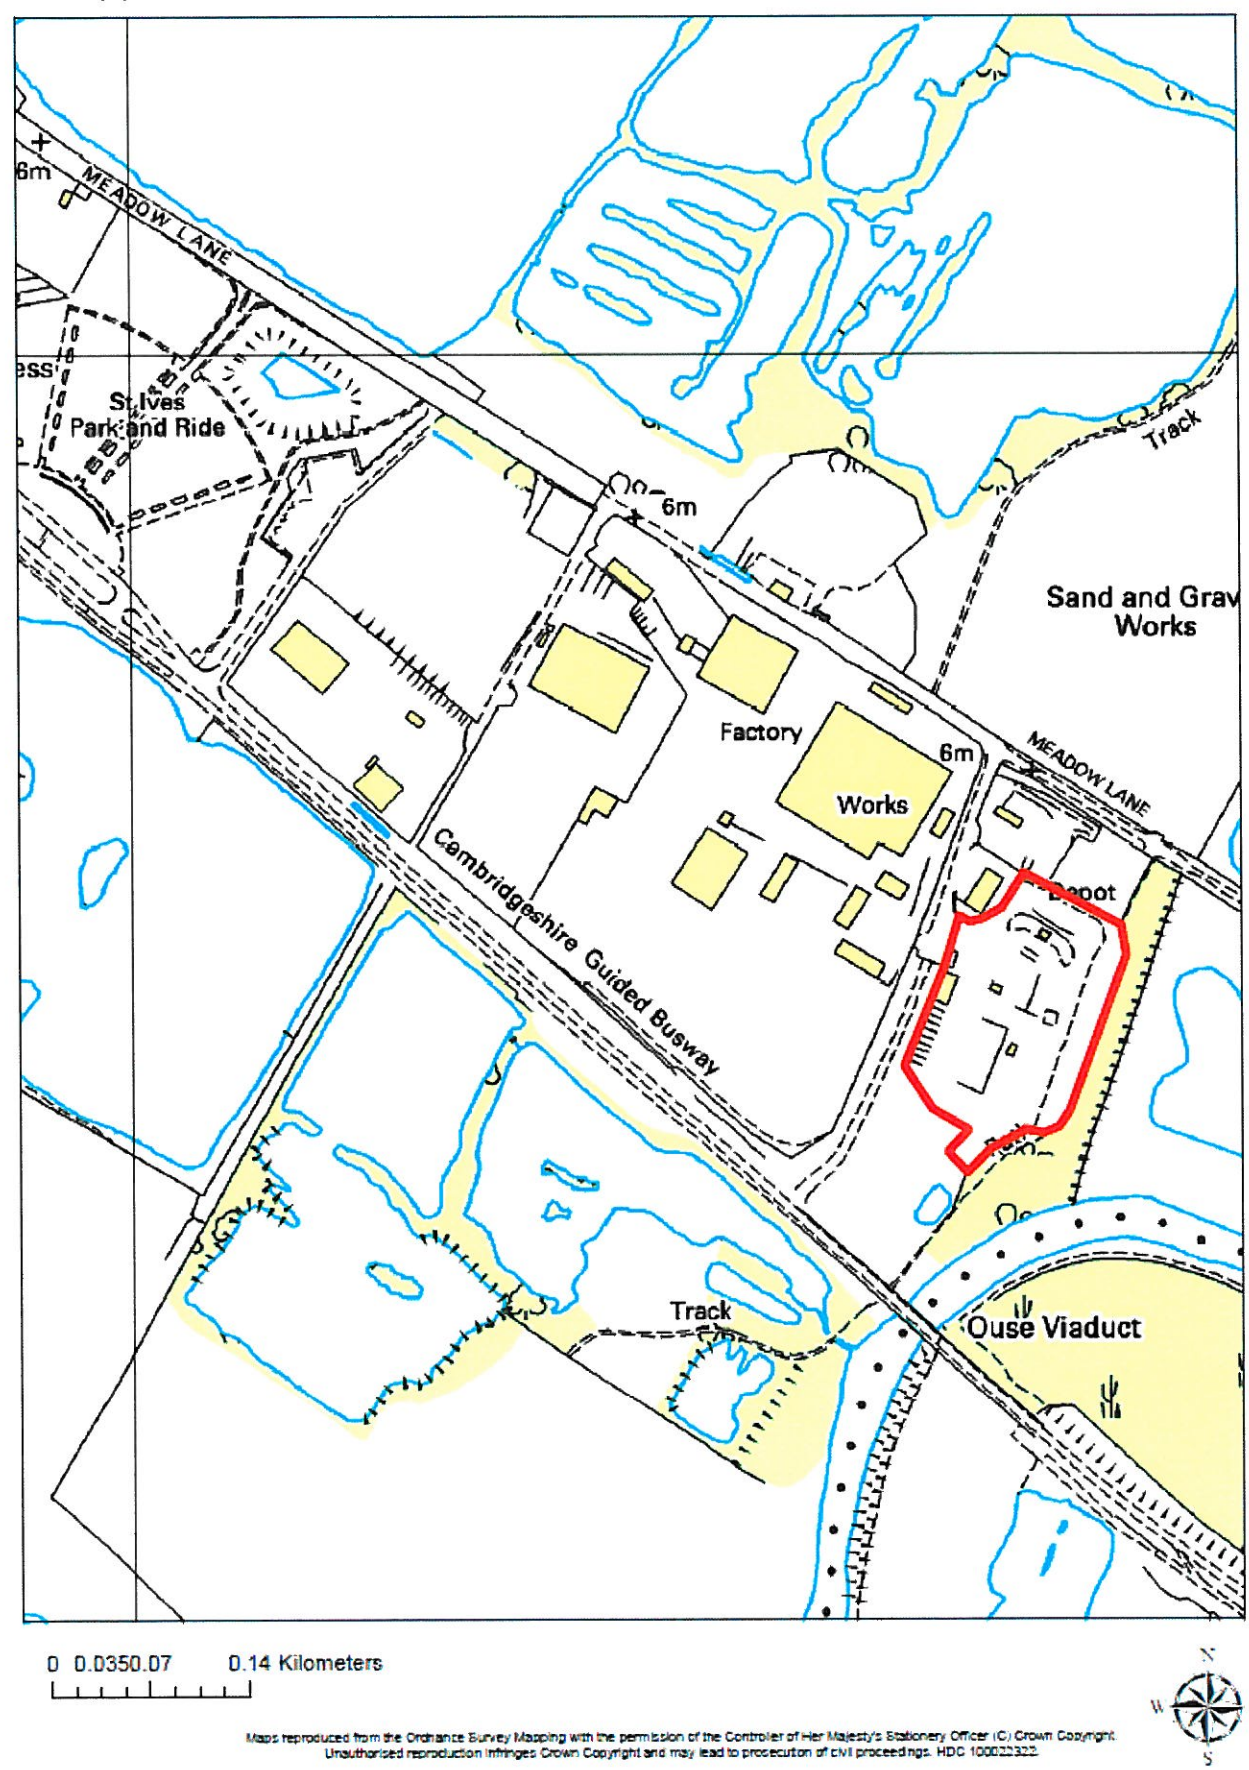 6m
MEADOW LANE
ess
St.Ives
Park and Ride
6m
Track
Sand and Grav
Works
Factory
6m
MEADOW LANE
Works
Depot
Cambridgeshire Guided Busway
Track
Ouse Viaduct
0 0.0350.07 0.14 Kilometers
N
W
S
Maps reproduced from the Ordnance Survey Mapping with the permission of the Controller of Her Majesty's Stationery Officer (C) Crown Copyright.
Unauthorised reproduction infringes Crown Copyright and may lead to prosecution of civil proceedings. HDC 100022322